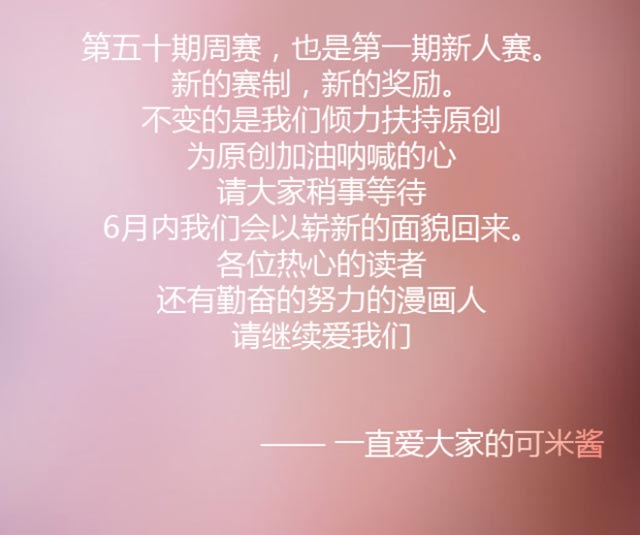 第五十期周赛，也是第一期新人赛。
新的赛制，新的奖励。
不变的是我们倾力扶持原创
为原创加油呐喊的心
请大家稍事等待
6月内我们会以崭新的面貌回来。
各位热心的读者
还有勤奋的努力的漫画人
请继续爱我们
—— 一直爱大家的可米酱